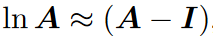 ln A ≈ (A − I).